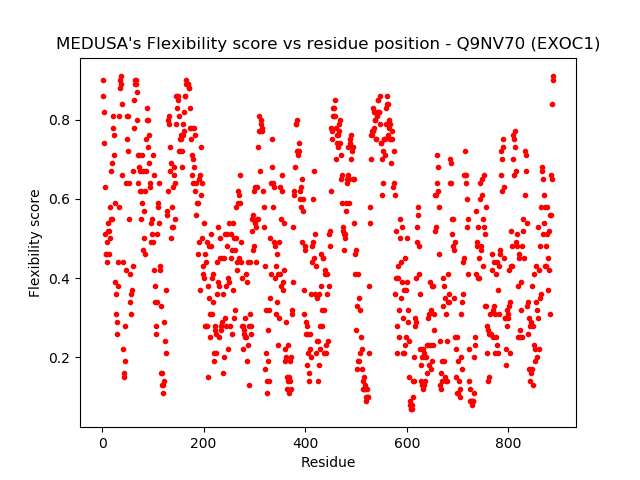 MEDUSA's Flexibility score vs residue position - Q9NV70 (EXOC1)
Flexibility score
0.8
0.6
0.4
0.2
0 200 400 600 800
Residue